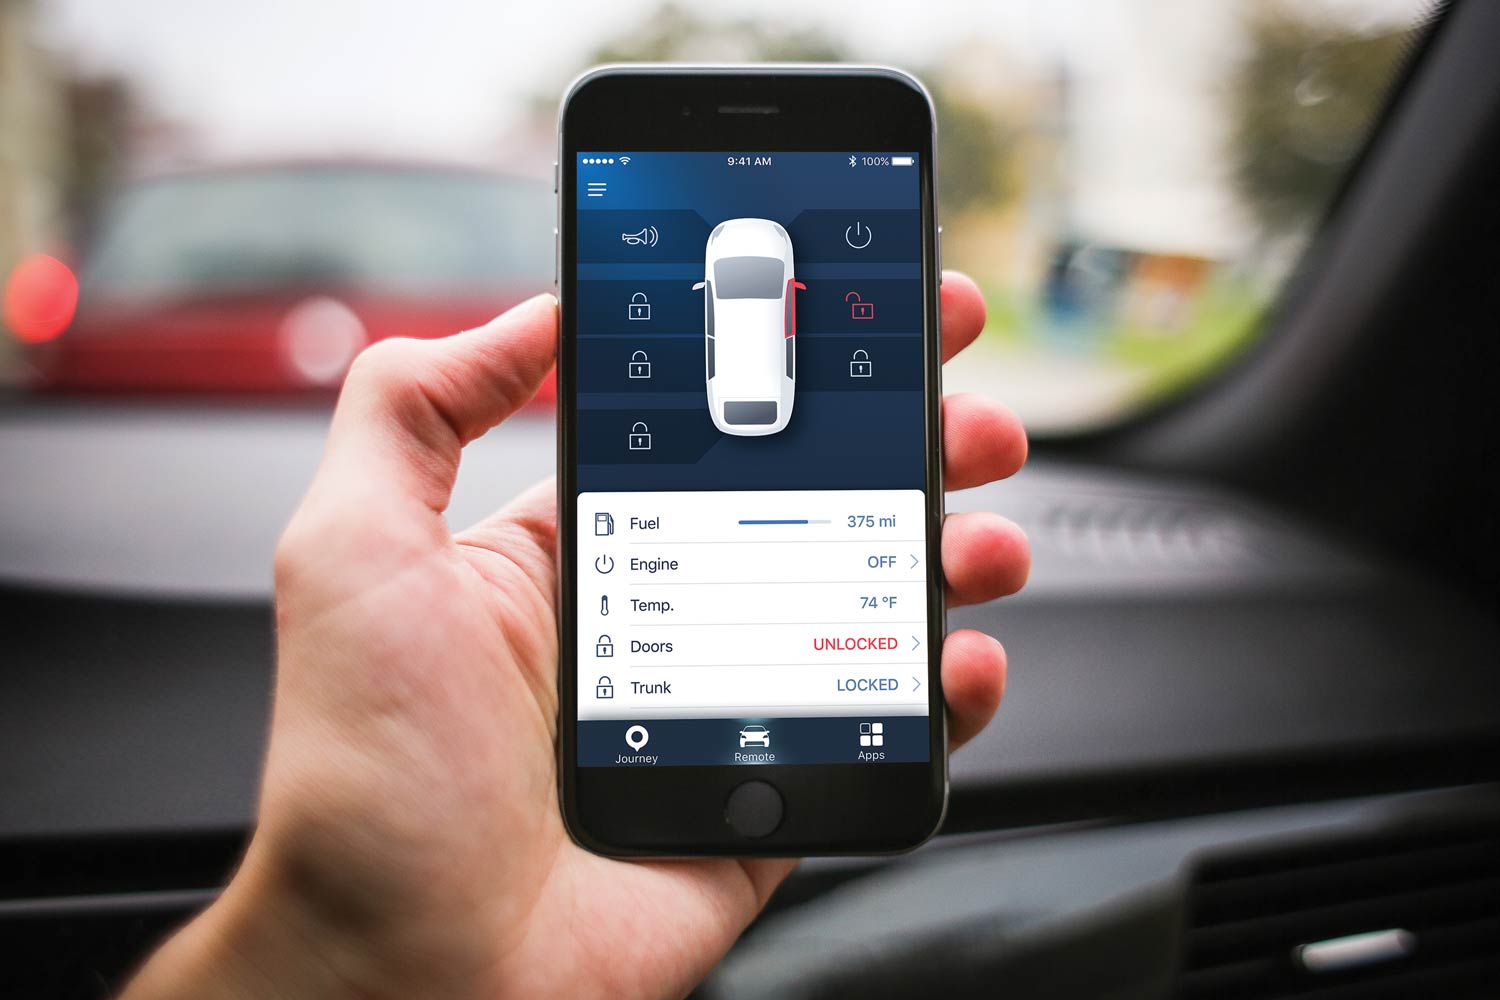 9:41 AM
100%
Fuel 375 mi
Engine OFF
Temp. 74 °F
Doors UNLOCKED
Trunk LOCKED
Journey Remote Apps